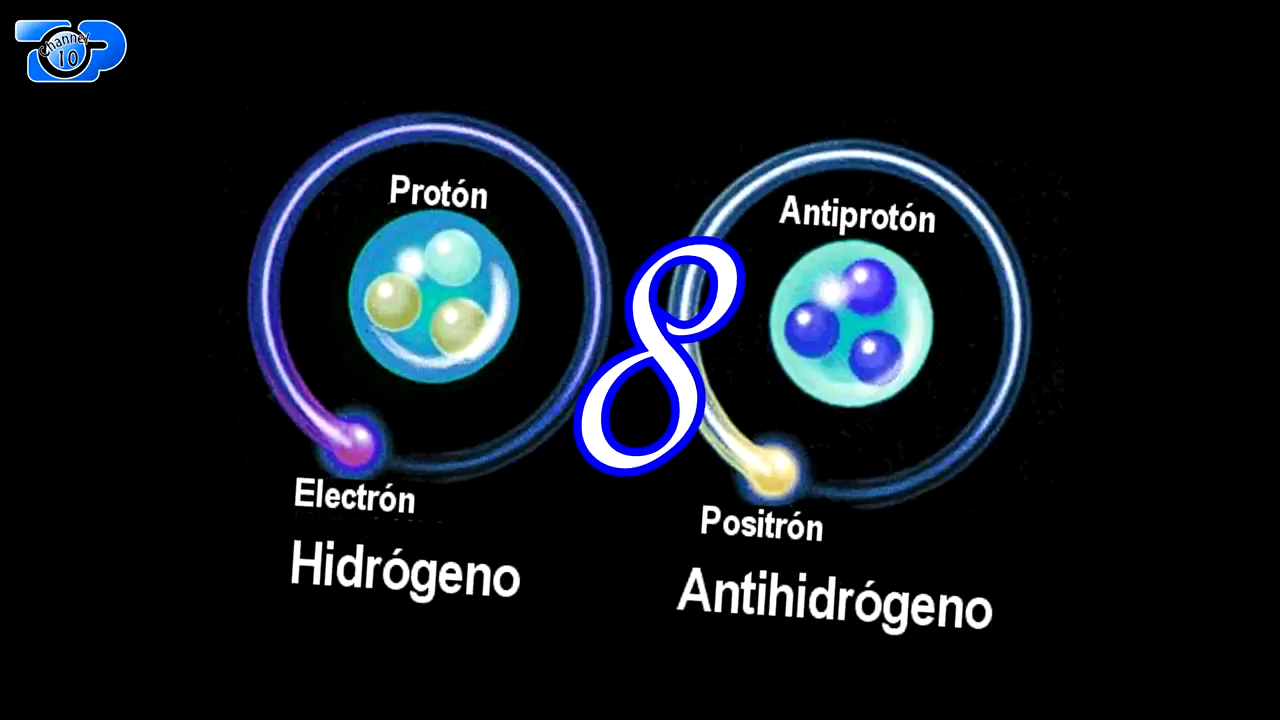 Channel
10
Protón
Antiprotón
8
Electrón
Positrón
Hidrógeno
Antihidrógeno